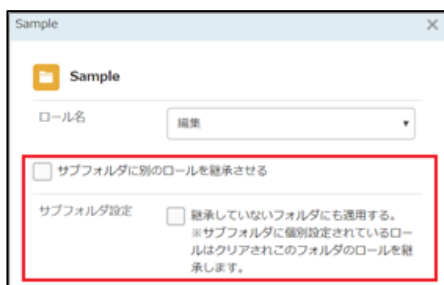 Sample
Sample
ロール名
編集
サブフォルダに別のロールを継承させる
サブフォルダ設定
継承していないフォルダにも適用する。
※サブフォルダに個別設定されているロー
ルはクリアされこのフォルダのロールを継
承します。